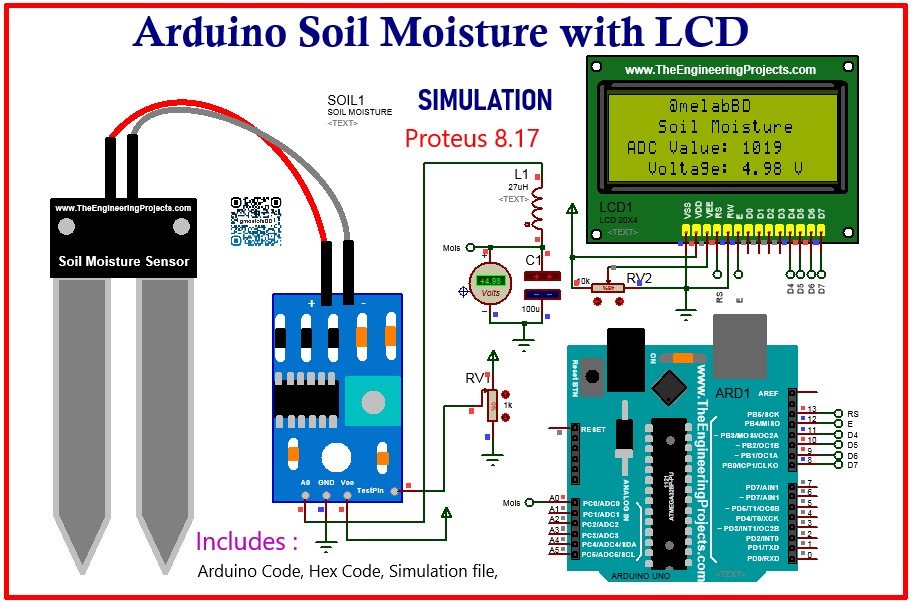 Arduino Soil Moisture with LCD
SIMULATION
Proteus 8.17
SOIL1
SOIL MOISTURE
<TEXT>
www.TheEngineeringProjects.com
Soil Moisture Sensor
gmostofaBD
www.TheEngineeringProjects.com
@melabBD
Soil Moisture
ADC Value: 1019
Voltage: 4.98 V
LCD1
LCD 20X4
<TEXT>
VSS
VDD
VEE
RS
RW
E
D0
D1
D2
D3
D4
D5
D6
D7
RS
E
D4
D5
D6
D7
L1
27uH
<TEXT>
Mois
+
+4.98
Volts
−
C1
100u
10k
RV2
45%
+
-
A0
GND
Vcc
TestPin
RV1
0%
1k
ARD1
Reset BTN
ON
www.TheEngineeringProjects.com
RESET
AREF
PB5/SCK
PB4/MISO
~ PB3/MOSI/OC2A
~ PB2/OC1B
~ PB1/OC1A
PB0/ICP1/CLKO
13
12
11
10
9
8
RS
E
D4
D5
D6
D7
PD7/AIN1
~ PD7/AIN1
~ PD5/T1/OC0B
PD4/T0/XCK
~ PD3/INT1/OC2B
PD2/INT0
PD1/TXD
PD0/RXD
7
6
5
4
3
2
1
0
Mois
A0
A1
A2
A3
A4
A5
PC0/ADC0
PC1/ADC1
PC2/ADC2
PC3/ADC3
PC4/ADC4/SDA
PC5/ADC5/SCL
ANALOG IN
ATMEGA328P-PU
ARDUINO UNO
<TEXT>
Includes :
Arduino Code, Hex Code, Simulation file,